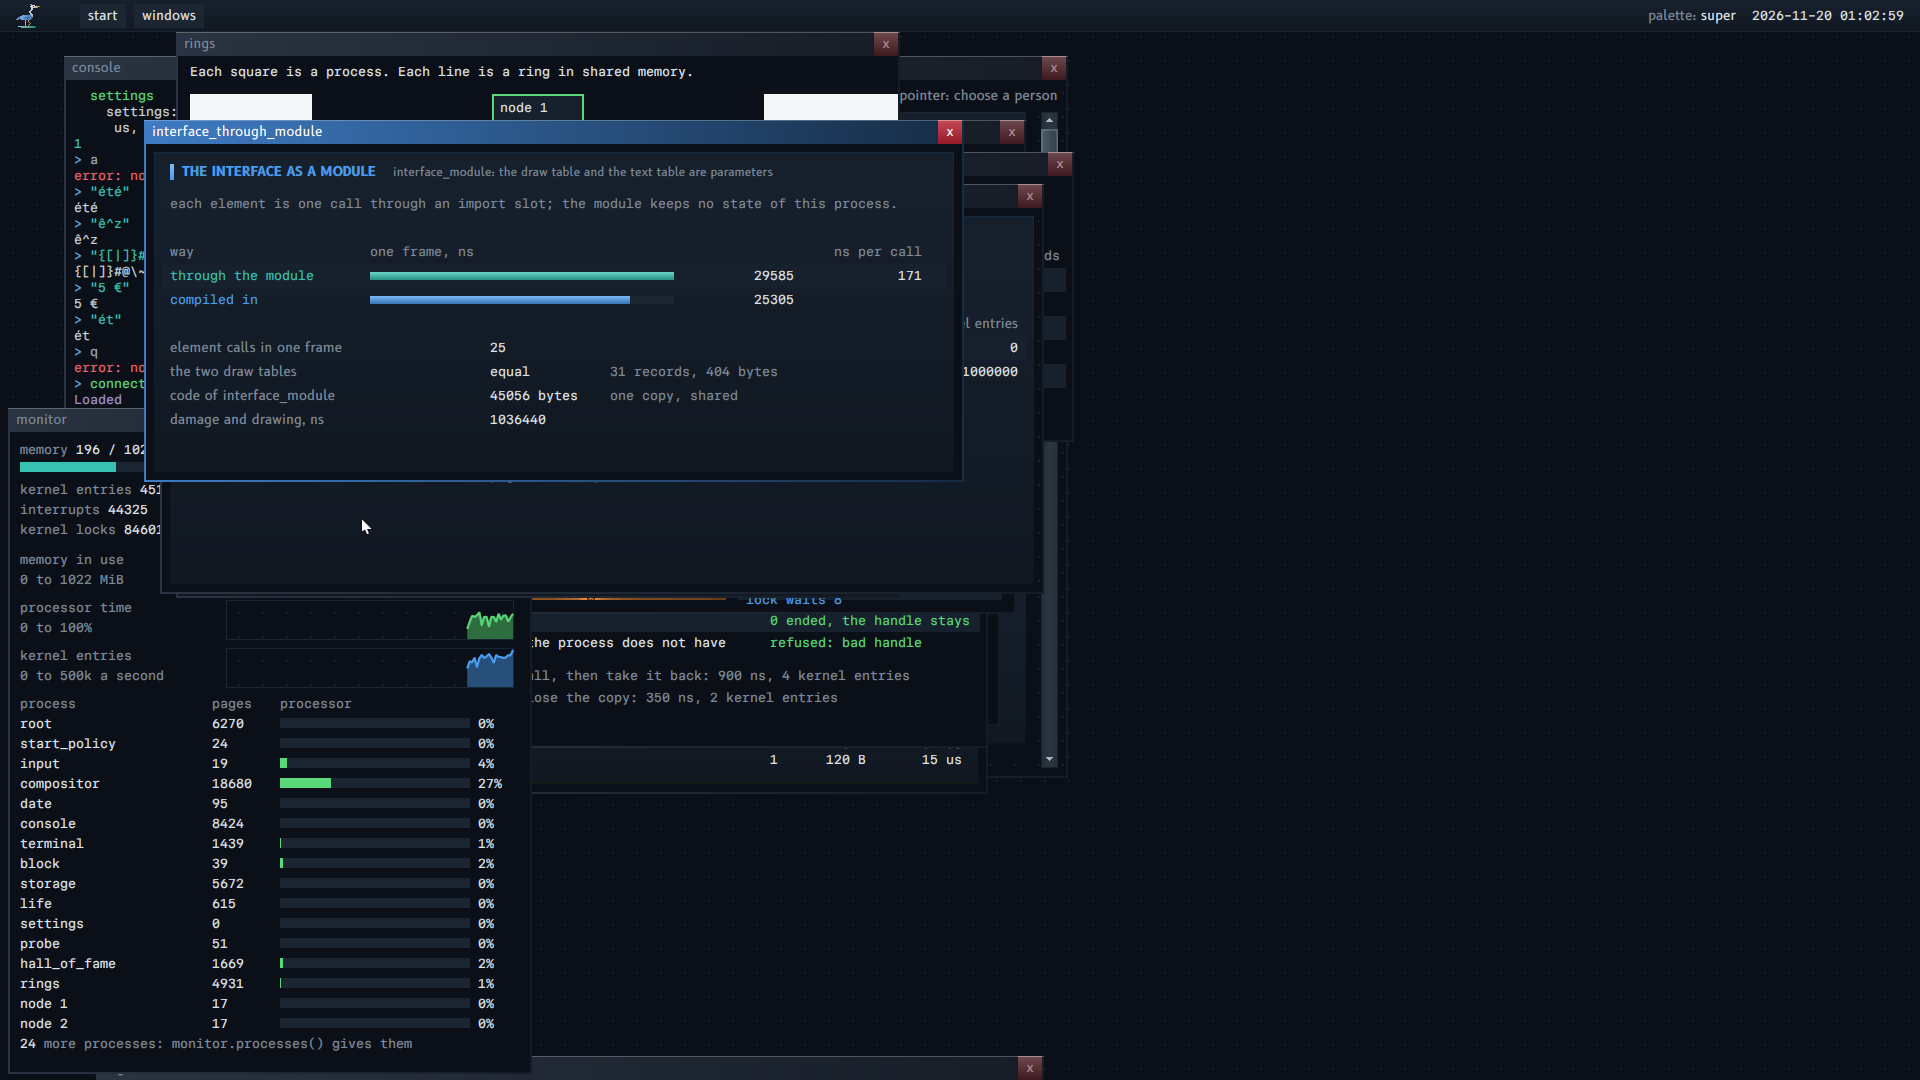 start windows palette: super 2026-11-20 01:02:59
rings x
console x
Each square is a process. Each line is a ring in shared memory.
pointer: choose a person
node 1
settings
settings:
us,
1
> a
error: no
> "été"
été
> "ê^z"
ê^z
> "{[|]}#
{[|]}#@\~
> "5 €"
5 €
> "ét"
ét
> q
error: no
> connect
Loaded
interface_through_module x
x
x
x
THE INTERFACE AS A MODULE interface_module: the draw table and the text table are parameters
each element is one call through an import slot; the module keeps no state of this process.
way one frame, ns ns per call
through the module 29585 171
compiled in 25305
element calls in one frame 25
the two draw tables equal 31 records, 404 bytes
code of interface_module 45056 bytes one copy, shared
damage and drawing, ns 1036440
ds
entries
0
1000000
monitor
memory 196 / 102
kernel entries 451
interrupts 44325
kernel locks 84601
memory in use
0 to 1022 MiB
processor time
0 to 100%
kernel entries
0 to 500k a second
process pages processor
root 6270 0%
start_policy 24 0%
input 19 4%
compositor 18680 27%
date 95 0%
console 8424 0%
terminal 1439 1%
block 39 2%
storage 5672 0%
life 615 0%
settings 0 0%
probe 51 0%
hall_of_fame 1669 2%
rings 4931 1%
node 1 17 0%
node 2 17 0%
24 more processes: monitor.processes() gives them
lock waits 8
0 ended, the handle stays
the process does not have refused: bad handle
all, then take it back: 900 ns, 4 kernel entries
ose the copy: 350 ns, 2 kernel entries
1 120 B 15 us
x